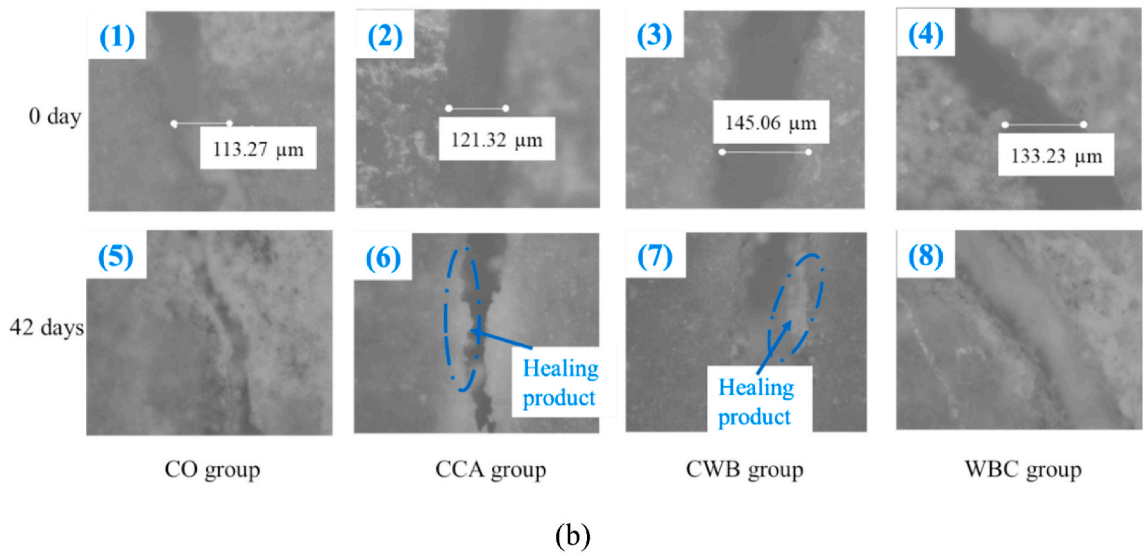 (1)
(2)
(3)
(4)
0 day
113.27 µm
121.32 µm
145.06 µm
133.23 µm
(5)
(6)
(7)
(8)
42 days
Healing
product
Healing
product
CO group
CCA group
CWB group
WBC group
(b)